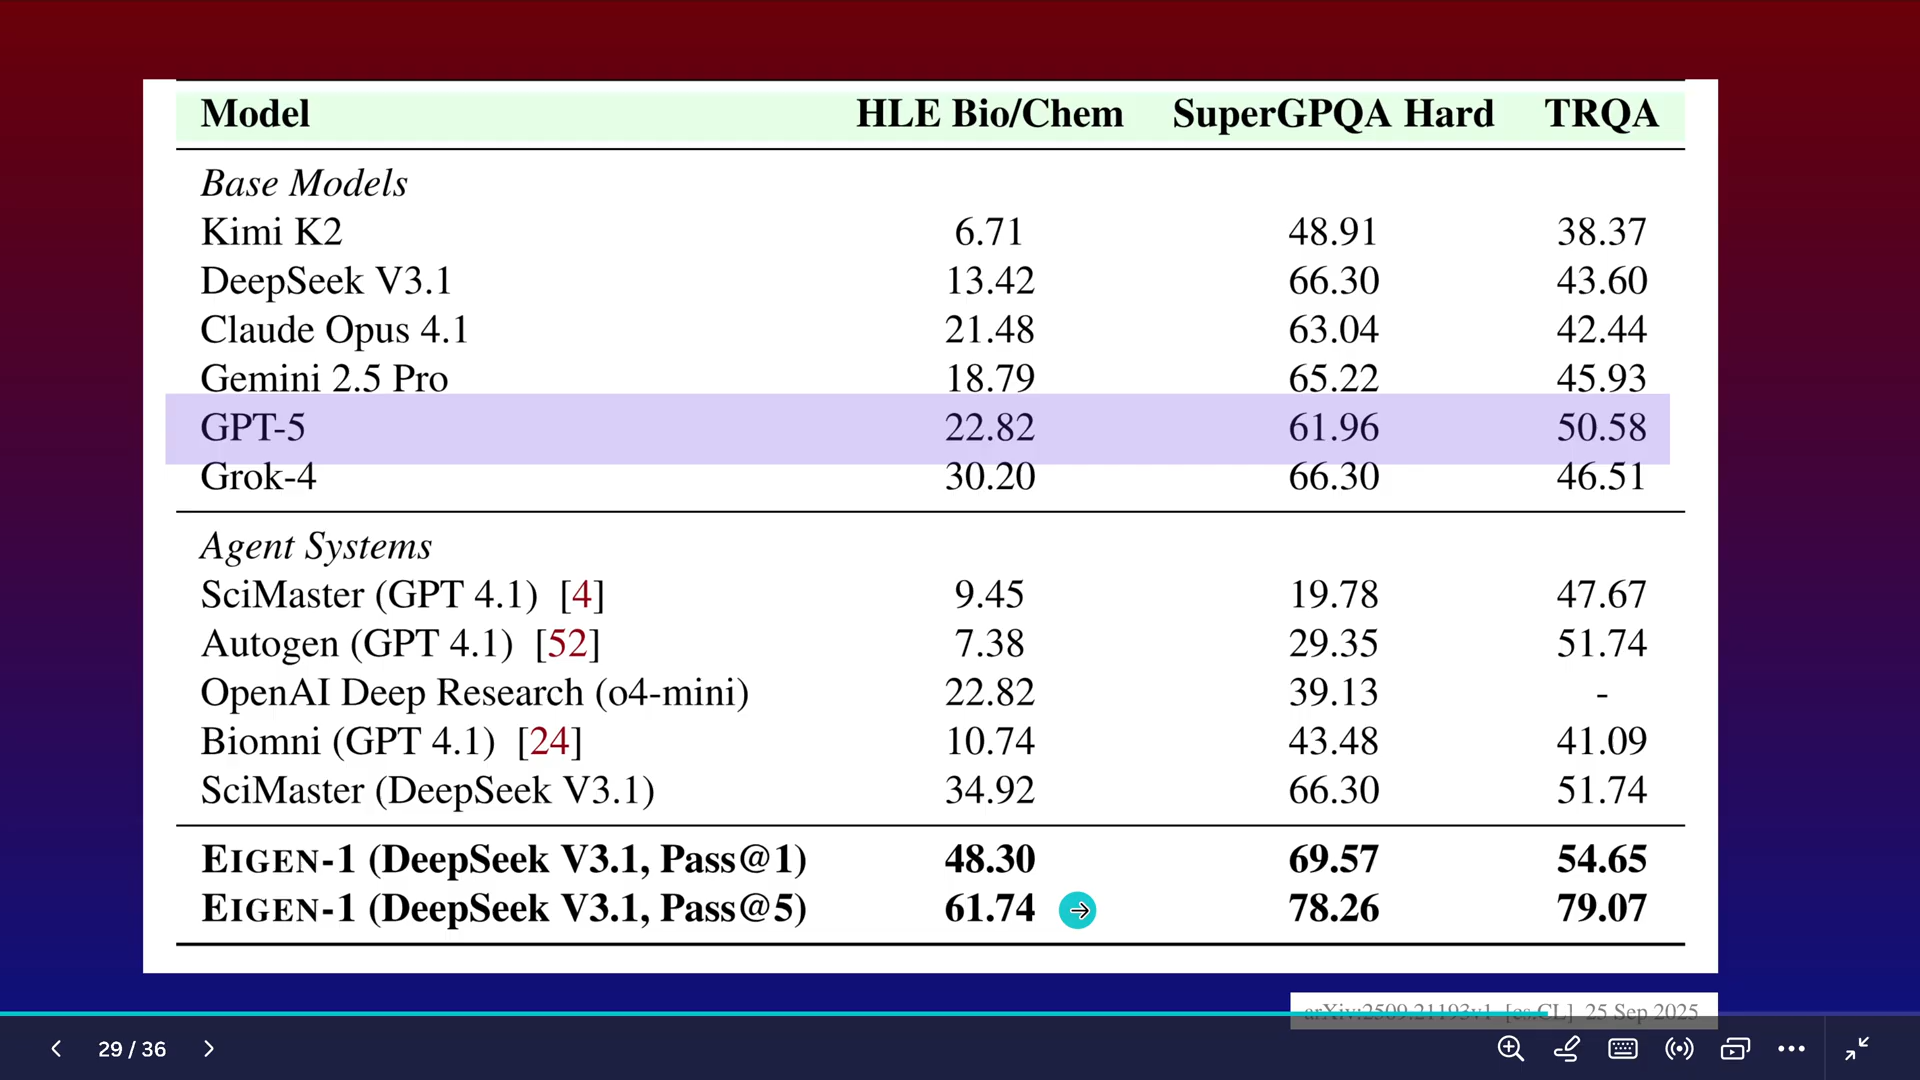 Model HLE Bio/Chem SuperGPQA Hard TRQA
Base Models
Kimi K2 6.71 48.91 38.37
DeepSeek V3.1 13.42 66.30 43.60
Claude Opus 4.1 21.48 63.04 42.44
Gemini 2.5 Pro 18.79 65.22 45.93
GPT-5 22.82 61.96 50.58
Grok-4 30.20 66.30 46.51
Agent Systems
SciMaster (GPT 4.1) [4] 9.45 19.78 47.67
Autogen (GPT 4.1) [52] 7.38 29.35 51.74
OpenAI Deep Research (o4-mini) 22.82 39.13 -
Biomni (GPT 4.1) [24] 10.74 43.48 41.09
SciMaster (DeepSeek V3.1) 34.92 66.30 51.74
EIGEN-1 (DeepSeek V3.1, Pass@1) 48.30 69.57 54.65
EIGEN-1 (DeepSeek V3.1, Pass@5) 61.74 78.26 79.07
arXiv:2509.21193v1 [cs.CL] 25 Sep 2025
29 / 36